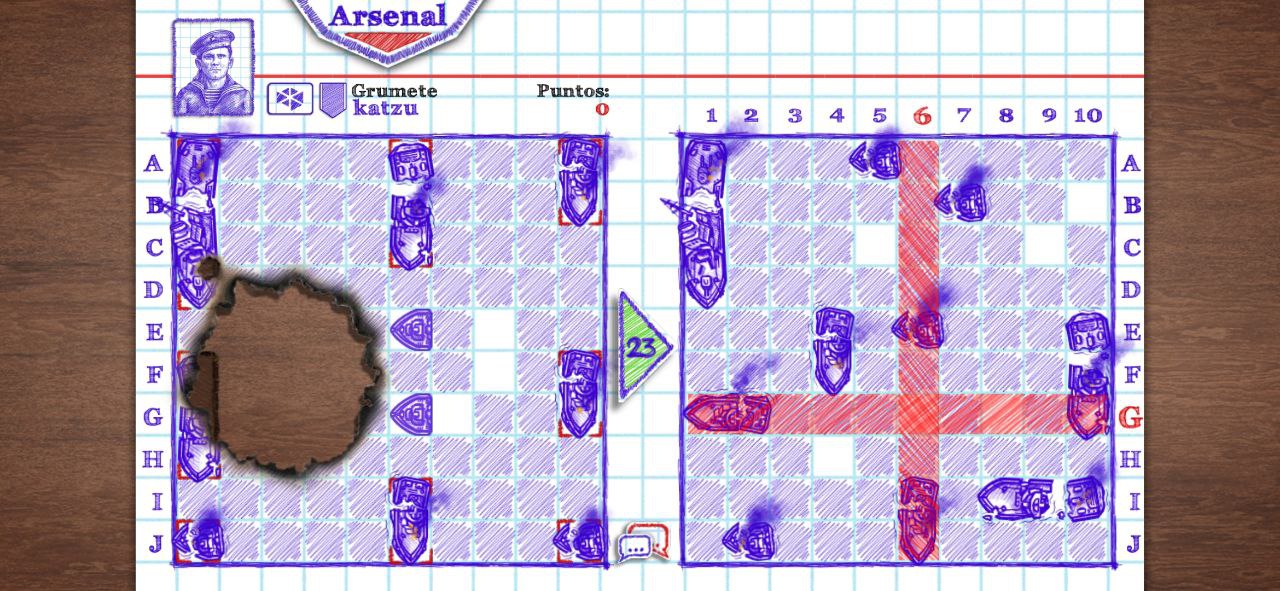 Arsenal
Grumete
katzu
Puntos:
0
1 2 3 4 5 6 7 8 9 10
A A
B B
C C
D D
E E
23
F F
G G
H H
I I
J J